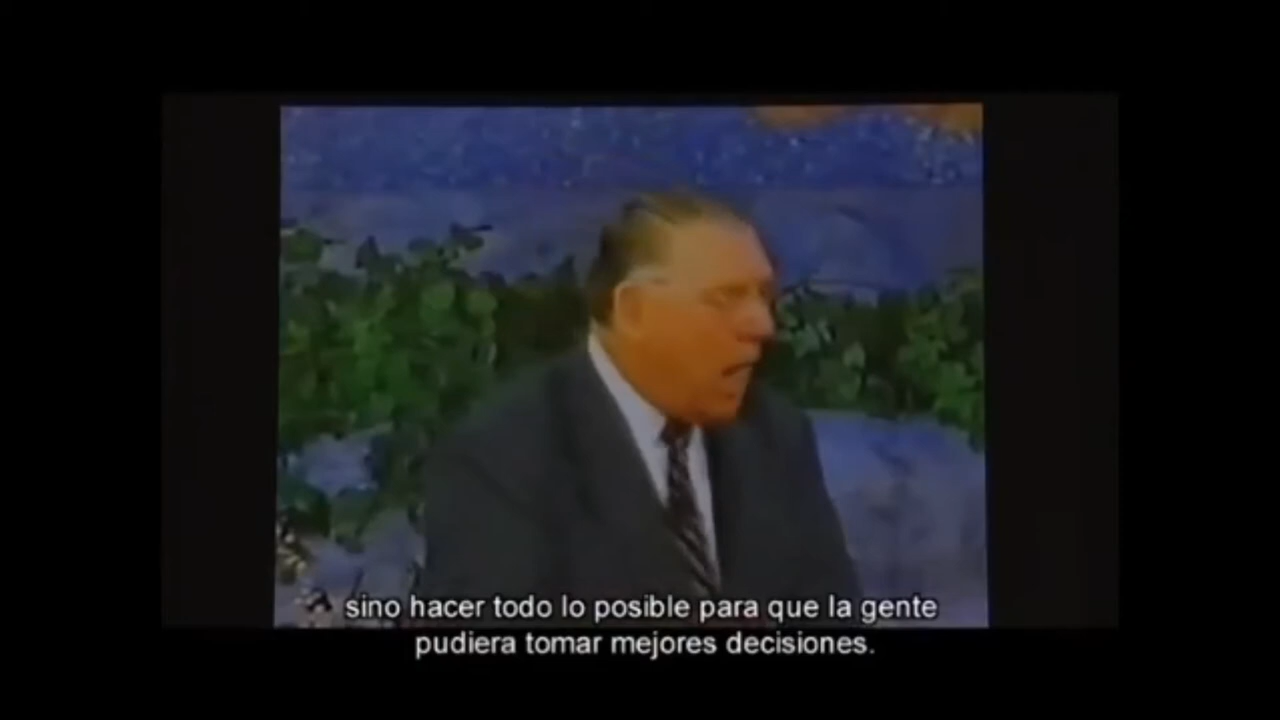 sino hacer todo lo posible para que la gente
pudiera tomar mejores decisiones.